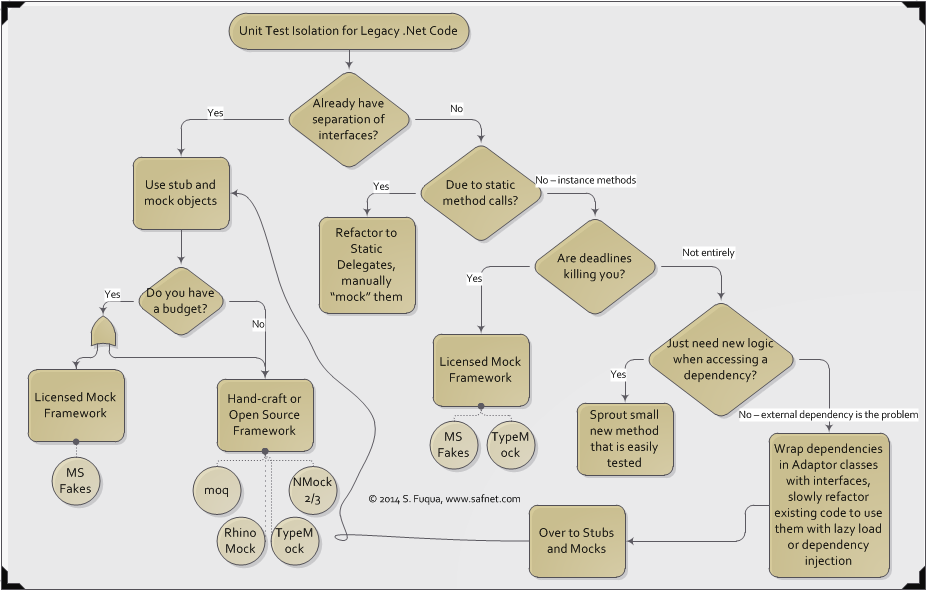 Unit Test Isolation for Legacy .Net Code
Already have
separation of
interfaces?
Yes
No
Use stub and
mock objects
Due to static
method calls?
Yes
No – instance methods
Refactor to
Static
Delegates,
manually
“mock” them
Are deadlines
killing you?
Yes
Not entirely
Do you have
a budget?
Yes
No
Licensed Mock
Framework
MS
Fakes
Hand-craft or
Open Source
Framework
moq
NMock
2/3
Rhino
Mock
TypeM
ock
Licensed Mock
Framework
MS
Fakes
TypeM
ock
Just need new logic
when accessing a
dependency?
Yes
No – external dependency is the problem
Sprout small
new method
that is easily
tested
Wrap dependencies
in Adaptor classes
with interfaces,
slowly refactor
existing code to use
them with lazy load
or dependency
injection
Over to Stubs
and Mocks
© 2014 S. Fuqua, www.safnet.com